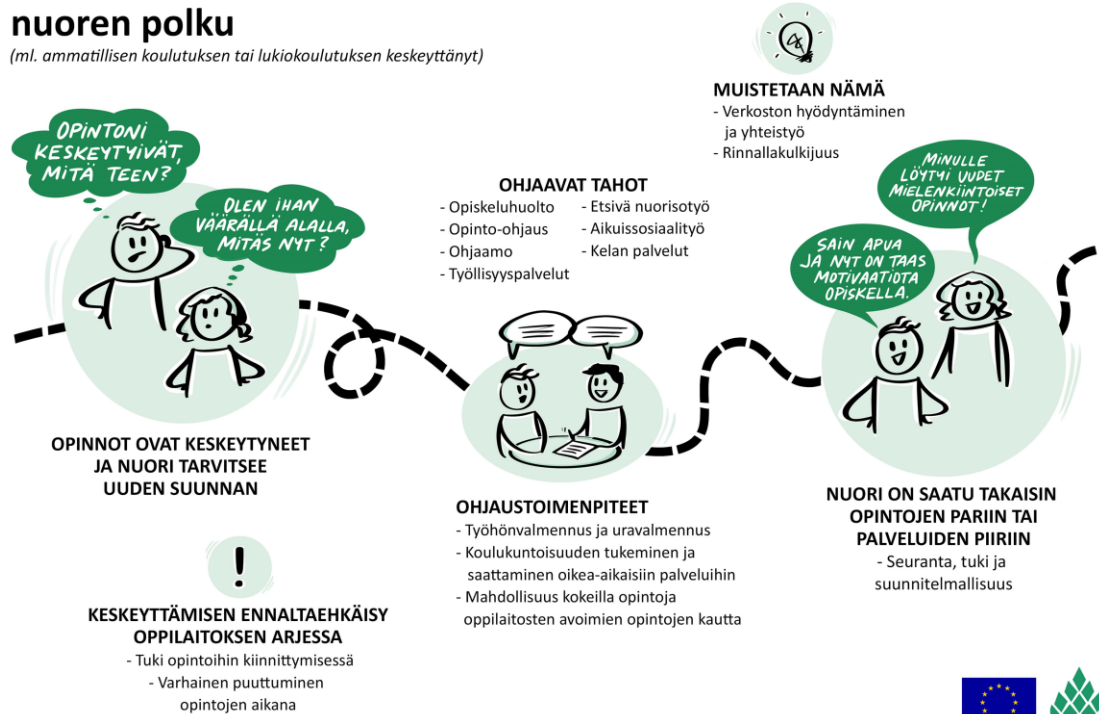 nuoren polku
(ml. ammatillisen koulutuksen tai lukiokoulutuksen keskeyttänyt)
OPINTONI
KESKEYTYIVÄT,
MITÄ TEEN?
OLEN IHAN
VÄÄRÄLLÄ ALALLA,
MITÄS NYT?
OPINNOT OVAT KESKEYTYNEET
JA NUORI TARVITSEE
UUDEN SUUNNAN
!
KESKEYTTÄMISEN ENNALTAEHKÄISY
OPPILAITOKSEN ARJESSA
- Tuki opintoihin kiinnittymisessä
- Varhainen puuttuminen
opintojen aikana
OHJAAVAT TAHOT
- Opiskeluhuolto
- Opinto-ohjaus
- Ohjaamo
- Työllisyyspalvelut
- Etsivä nuorisotyö
- Aikuissosiaalityö
- Kelan palvelut
OHJAUSTOIMENPITEET
- Työhönvalmennus ja uravalmennus
- Koulukuntoisuuden tukeminen ja
saattaminen oikea-aikaisiin palveluihin
- Mahdollisuus kokeilla opintoja
oppilaitosten avoimien opintojen kautta
MUISTETAAN NÄMÄ
- Verkoston hyödyntäminen
ja yhteistyö
- Rinnallakulkijuus
MINULLE
LÖYTYI UUDET
MIELENKIINTOISET
OPINNOT!
SAIN APUA
JA NYT ON TAAS
MOTIVAATIOTA
OPISKELLA.
NUORI ON SAATU TAKAISIN
OPINTOJEN PARIIN TAI
PALVELUIDEN PIIRIIN
- Seuranta, tuki ja
suunnitelmallisuus